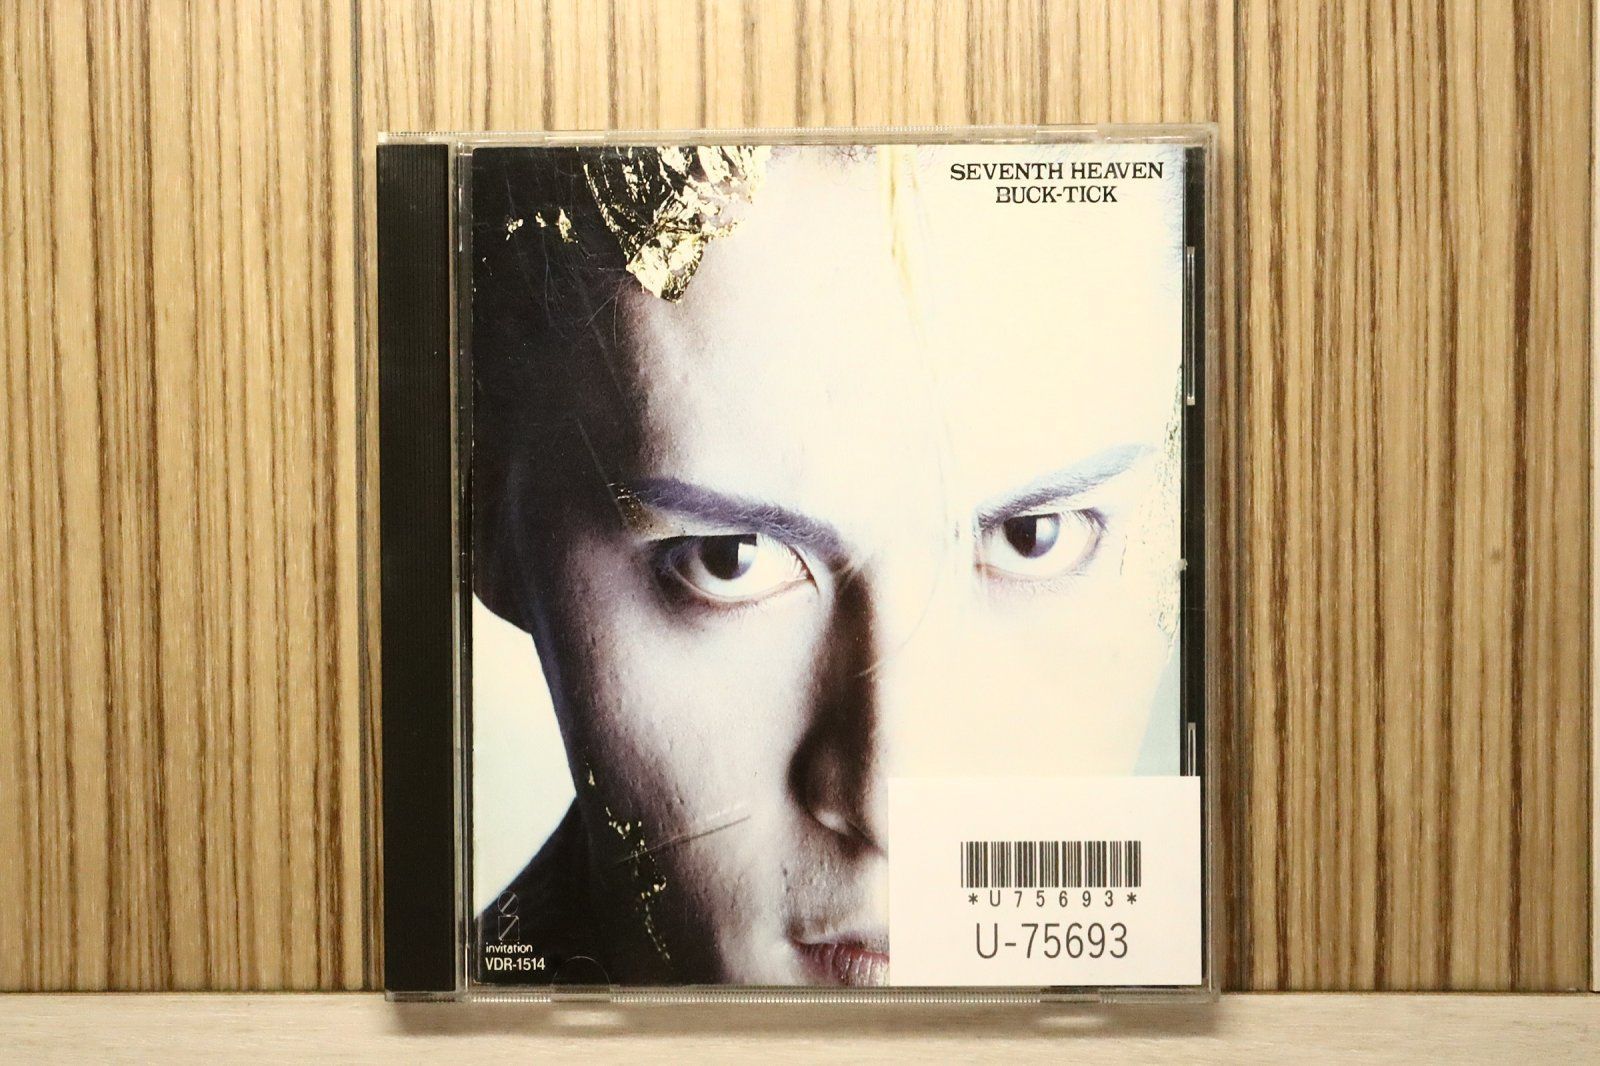 SEVENTH HEAVEN
BUCK-TICK
*U75693*
U-75693
invitation
VDR-1514